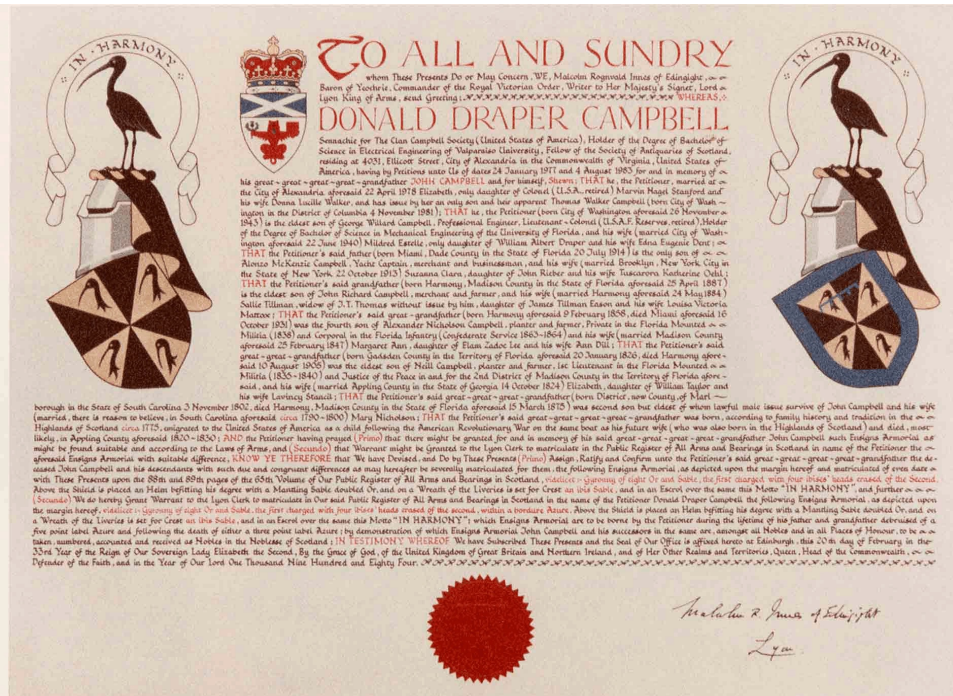 IN · HARMONY
IN · HARMONY
TO ALL AND SUNDRY
whom These Presents Do or May Concern, WE, Malcolm Rognvald Innes of Edingight,
Baron of Yeochrie, Commander of the Royal Victorian Order, Writer to Her Majesty's Signet, Lord
Lyon King of Arms, send Greeting: WHEREAS,
DONALD DRAPER CAMPBELL
Sennachie for The Clan Campbell Society (United States of America), Holder of the Degree of Bachelor of
Science in Electrical Engineering of Valparaiso University, Fellow of the Society of Antiquaries of Scotland,
residing at 4031, Ellicott Street, City of Alexandria in the Commonwealth of Virginia, United States of
America, having by Petitions unto Us of dates 24 January 1977 and 4 August 1983 for and in memory of
his great-great-great-great-grandfather JOHN CAMPBELL and for himself, Shewn; THAT he, the Petitioner, married at
the City of Alexandria aforesaid 22 April 1978 Elizabeth, only daughter of Colonel (U.S.A., retired) Marvin Nagel Stanford and
his wife Donna Lucille Walker, and has issue by her an only son and heir apparent Thomas Walker Campbell (born City of Wash-
ington in the District of Columbia 4 November 1981); THAT he, the Petitioner (born City of Washington aforesaid 26 November
1943) is the eldest son of George Willard Campbell, Professional Engineer, Lieutenant-Colonel (U.S.A.F. Reserves, retired), Holder
of the Degree of Bachelor of Science in Mechanical Engineering of the University of Florida, and his wife (married City of Wash-
ington aforesaid 22 June 1940) Mildred Estelle, only daughter of William Albert Draper and his wife Edna Eugenie Dent;
THAT the Petitioner's said father (born Miami, Dade County in the State of Florida 20 July 1914) is the only son of
Alonzo McKenzie Campbell, Yacht Captain, merchant and businessman, and his wife (married Brooklyn, New York City in
the State of New York 22 October 1913) Suzanna Clara, daughter of John Rieber and his wife Tuscarora Katherine Oehl;
THAT the Petitioner's said grandfather (born Harmony, Madison County in the State of Florida aforesaid 25 April 1887)
is the eldest son of John Richard Campbell, merchant and farmer, and his wife (married Harmony aforesaid 24 May 1884)
Sallie Tillman, widow of J.T. Thomas without issue by him, daughter of James Tillman Eason and his wife Louisa Victoria
Mattox; THAT the Petitioner's said great-grandfather (born Harmony aforesaid 9 February 1858, died Miami aforesaid 16
October 1931) was the fourth son of Alexander Nicholson Campbell, planter and farmer, Private in the Florida Mounted
Militia (1838) and Corporal in the Florida Infantry (Confederate Service 1863-1864) and his wife (married Madison County
aforesaid 25 February 1847) Margaret Ann, daughter of Elam Zadoc Lee and his wife Ann Dill; THAT the Petitioner's said
great-great-grandfather (born Gadsden County in the Territory of Florida aforesaid 20 January 1826, died Harmony afore-
said 10 August 1906) was the eldest son of Neill Campbell, planter and farmer, 1st Lieutenant in the Florida Mounted
Militia (1835-1840) and Justice of the Peace in and for the 2nd District of Madison County in the Territory of Florida afore-
said, and his wife (married Appling County in the State of Georgia 14 October 1824) Elizabeth, daughter of William Taylor and
his wife Lavincy Stancil; THAT the Petitioner's said great-great-great-grandfather (born District, now County, of Marl-
borough in the State of South Carolina 3 November 1802, died Harmony, Madison County in the State of Florida aforesaid 15 March 1873) was second son but eldest of whom lawful male issue survive of John Campbell and his wife
(married, there is reason to believe, in South Carolina aforesaid circa 1790-1800) Mary Nicholson; THAT the Petitioner's said great-great-great-great-grandfather was born, according to family history and tradition in the
Highlands of Scotland circa 1775, emigrated to the United States of America as a child following the American Revolutionary War on the same boat as his future wife (who was also born in the Highlands of Scotland) and died, most
likely, in Appling County aforesaid 1820-1830; AND the Petitioner having prayed (Primo) that there might be granted for and in memory of his said great-great-great-great-grandfather John Campbell such Ensigns Armorial as
might be found suitable and according to the Laws of Arms, and (Secundo) that Warrant might be granted to the Lyon Clerk to matriculate in the Public Register of All Arms and Bearings in Scotland in name of the Petitioner the
aforesaid Ensigns Armorial with suitable difference, KNOW YE THEREFORE that We have Devised, and Do by These Presents (Primo) Assign, Ratify and Confirm unto the Petitioner's said great-great-great-great-grandfather the de-
ceased John Campbell and his descendants with such due and congruent differences as may hereafter be severally matriculated for them, the following Ensigns Armorial, as depicted upon the margin hereof and matriculated of even date
with These Presents upon the 88th and 89th pages of the 65th Volume of Our Public Register of All Arms and Bearings in Scotland, videlicet:- Gyronny of eight Or and Sable, the first charged with four ibises' heads erased of the Second.
Above the Shield is placed an Helm befitting his degree with a Mantling Sable doubled Or, and on a Wreath of the Liveries is set for Crest an ibis Sable, and in an Escrol over the same this Motto "IN HARMONY", and further
(Secundo) We do hereby Grant Warrant to the Lyon Clerk to matriculate in Our said Public Register of All Arms and Bearings in Scotland in the name of the Petitioner Donald Draper Campbell the following Ensigns Armorial, as depicted upon
the margin hereof, videlicet:- Gyronny of eight Or and Sable, the first charged with four ibises' heads erased of the second, within a bordure Azure. Above the Shield is placed an Helm befitting his degree with a Mantling Sable doubled Or, and on
a Wreath of the Liveries is set for Crest an ibis Sable, and in an Escrol over the same this Motto "IN HARMONY"; which Ensigns Armorial are to be borne by the Petitioner during the lifetime of his father and grandfather debruised of a
five point label Azure and following the death of either a three point label Azure; by demonstration of which Ensigns Armorial John Campbell and his successors in the same are, amongst all Nobles and in all Places of Honour, to be
taken, numbered, accounted and received as Nobles in the Noblesse of Scotland; IN TESTIMONY WHEREOF We have Subscribed These Presents and the Seal of Our Office is affixed hereto at Edinburgh, this 20th day of February in the
33rd Year of the Reign of Our Sovereign Lady Elizabeth the Second, By the Grace of God, of the United Kingdom of Great Britain and Northern Ireland, and of Her Other Realms and Territories, Queen, Head of the Commonwealth,
Defender of the Faith, and in the Year of Our Lord One Thousand Nine Hundred and Eighty Four.
Malcolm R. Innes of Edingight
Lyon